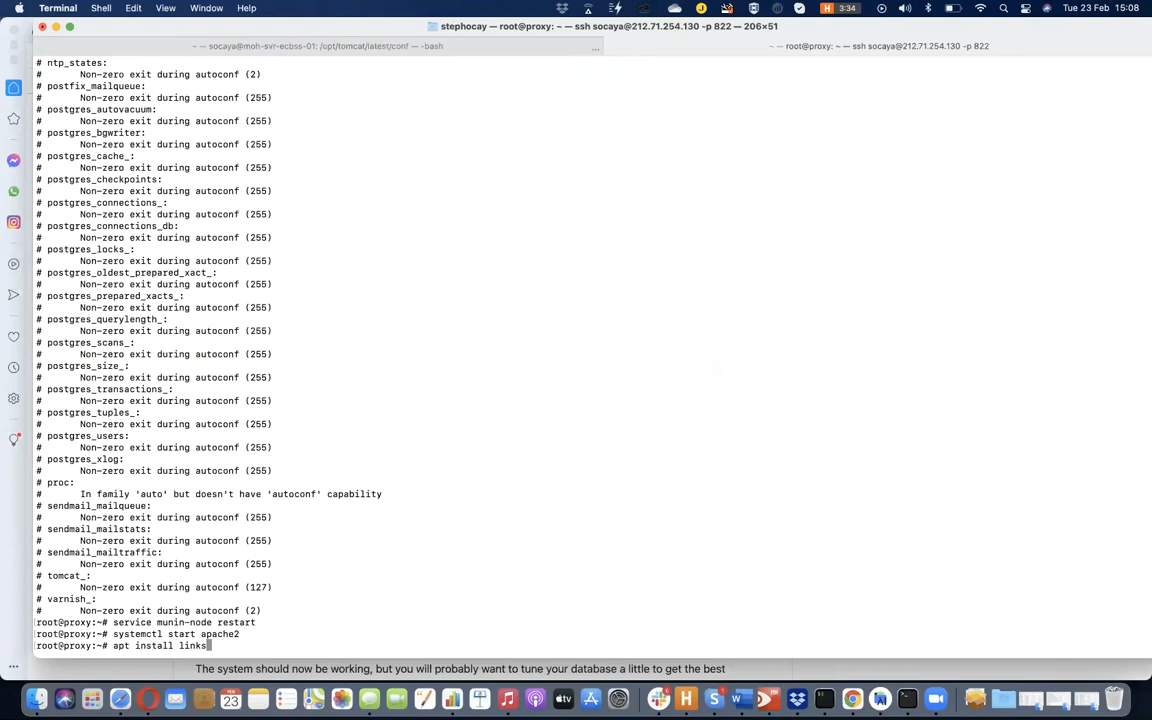 Terminal Shell Edit View Window Help 3:34 Tue 23 Feb 15:08
stephocay — root@proxy: ~ — ssh socaya@212.71.254.130 -p 822 — 206×51
~ — socaya@moh-svr-ecbss-01: /opt/tomcat/latest/conf — -bash ... ~ — root@proxy: ~ — ssh socaya@212.71.254.130 -p 822
# ntp_states:
# Non-zero exit during autoconf (2)
# postfix_mailqueue:
# Non-zero exit during autoconf (255)
# postgres_autovacuum:
# Non-zero exit during autoconf (255)
# postgres_bgwriter:
# Non-zero exit during autoconf (255)
# postgres_cache_:
# Non-zero exit during autoconf (255)
# postgres_checkpoints:
# Non-zero exit during autoconf (255)
# postgres_connections_:
# Non-zero exit during autoconf (255)
# postgres_connections_db:
# Non-zero exit during autoconf (255)
# postgres_locks_:
# Non-zero exit during autoconf (255)
# postgres_oldest_prepared_xact_:
# Non-zero exit during autoconf (255)
# postgres_prepared_xacts_:
# Non-zero exit during autoconf (255)
# postgres_querylength_:
# Non-zero exit during autoconf (255)
# postgres_scans_:
# Non-zero exit during autoconf (255)
# postgres_size_:
# Non-zero exit during autoconf (255)
# postgres_transactions_:
# Non-zero exit during autoconf (255)
# postgres_tuples_:
# Non-zero exit during autoconf (255)
# postgres_users:
# Non-zero exit during autoconf (255)
# postgres_xlog:
# Non-zero exit during autoconf (255)
# proc:
# In family 'auto' but doesn't have 'autoconf' capability
# sendmail_mailqueue:
# Non-zero exit during autoconf (255)
# sendmail_mailstats:
# Non-zero exit during autoconf (255)
# sendmail_mailtraffic:
# Non-zero exit during autoconf (255)
# tomcat_:
# Non-zero exit during autoconf (127)
# varnish_:
# Non-zero exit during autoconf (2)
[root@proxy:~# service munin-node restart
[root@proxy:~# systemctl start apache2
[root@proxy:~# apt install links
The system should now be working, but you will probably want to tune your database a little to get the best